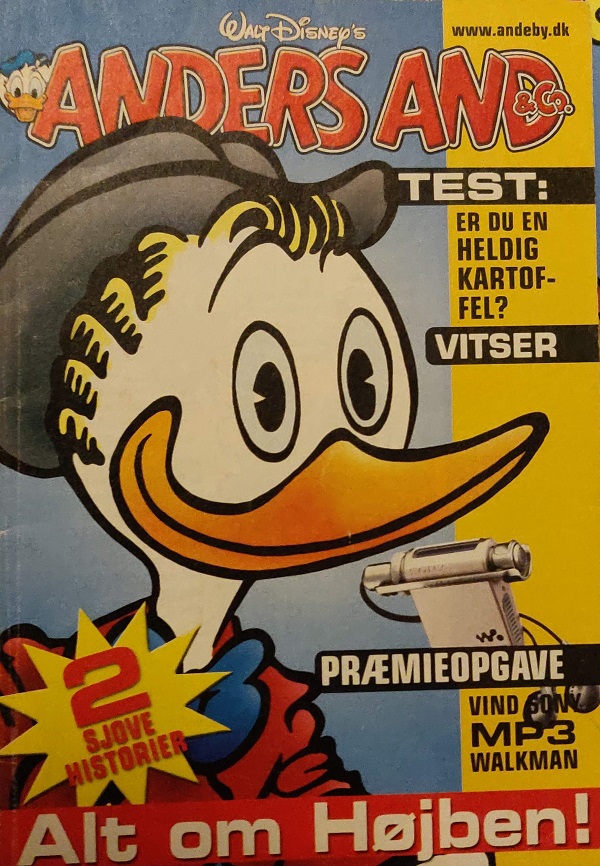 WALT DISNEY'S
www.andeby.dk
ANDERS AND
& Co.
TEST:
ER DU EN
HELDIG
KARTOF-
FEL?
VITSER
SONY
PRÆMIEOPGAVE
VIND SONY
MP3
WALKMAN
2
SJOVE
HISTORIER
Alt om Højben!